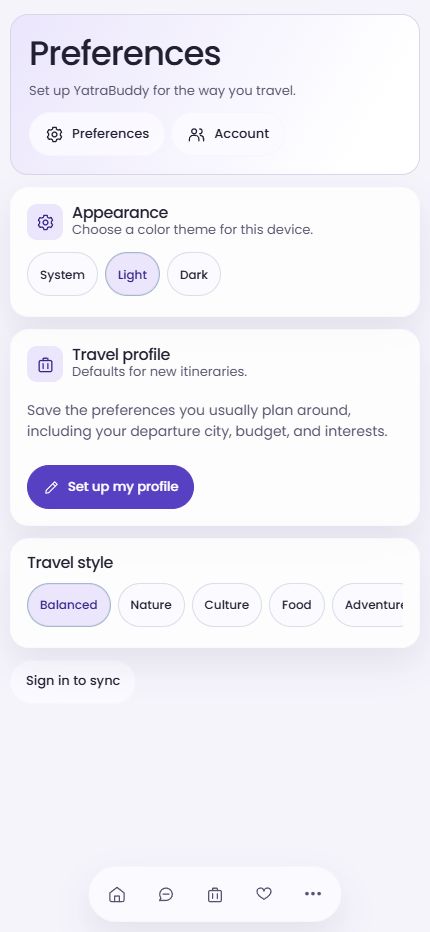 Preferences
Set up YatraBuddy for the way you travel.
Preferences
Account
Appearance
Choose a color theme for this device.
System
Light
Dark
Travel profile
Defaults for new itineraries.
Save the preferences you usually plan around,
including your departure city, budget, and interests.
Set up my profile
Travel style
Balanced
Nature
Culture
Food
Adventure
Sign in to sync